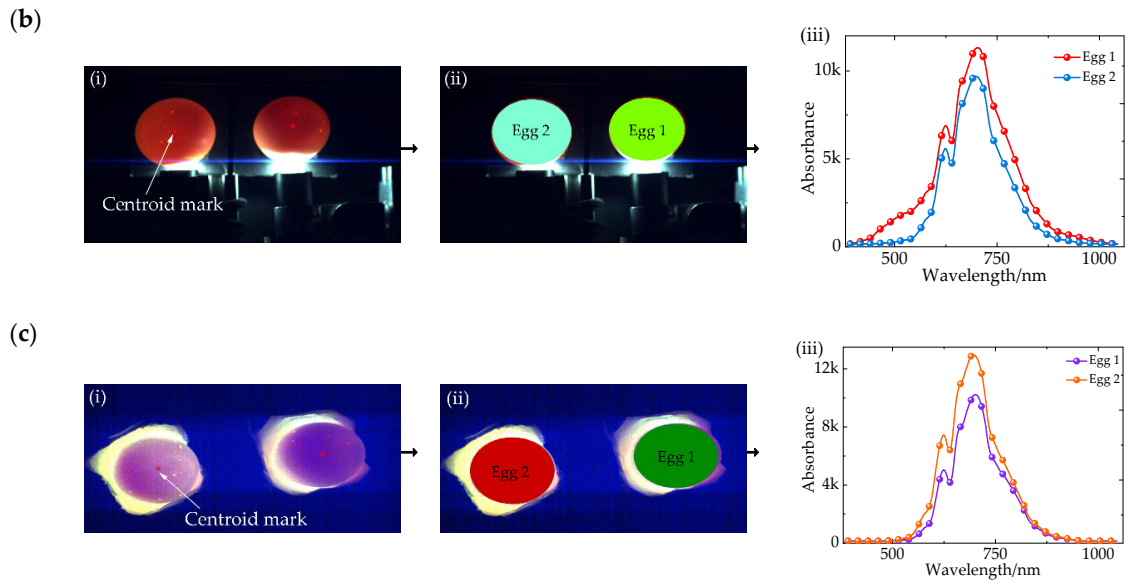 (b)
(i)
Centroid mark
(ii)
Egg 2
Egg 1
(iii)
Egg 1
Egg 2
10k
5k
0
Absorbance
500
750
1000
Wavelength/nm
(c)
(i)
Centroid mark
(ii)
Egg 2
Egg 1
(iii)
Egg 1
Egg 2
12k
8k
4k
0
Absorbance
500
750
1000
Wavelength/nm